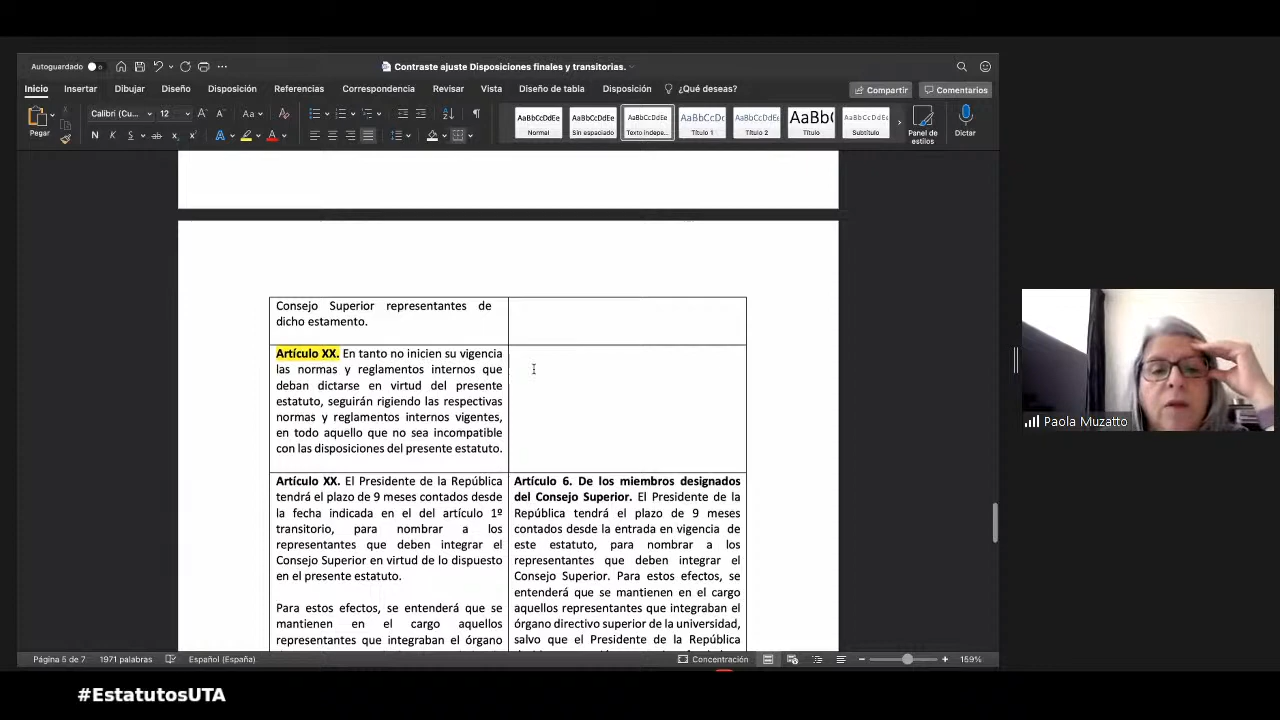 Autoguardado
Contraste ajuste Disposiciones finales y transitorias.
Inicio Insertar Dibujar Diseño Disposición Referencias Correspondencia Revisar Vista Diseño de tabla Disposición ¿Qué deseas? Compartir Comentarios
Pegar
Calibri (Cu... 12
N K S ab x x
AaBbCcDdEe Normal
AaBbCcDdEe Sin espaciado
AaBbCcDdEe Texto indepe...
AaBbCcDc Título 1
AaBbCcDdEe Título 2
AaBb( Título
AaBbCcDdEe Subtítulo
Panel de estilos
Dictar
Consejo Superior representantes de
dicho estamento.
Artículo XX. En tanto no inicien su vigencia
las normas y reglamentos internos que
deban dictarse en virtud del presente
estatuto, seguirán rigiendo las respectivas
normas y reglamentos internos vigentes,
en todo aquello que no sea incompatible
con las disposiciones del presente estatuto.
Artículo XX. El Presidente de la República
tendrá el plazo de 9 meses contados desde
la fecha indicada en el del artículo 1º
transitorio, para nombrar a los
representantes que deben integrar el
Consejo Superior en virtud de lo dispuesto
en el presente estatuto.
Para estos efectos, se entenderá que se
mantienen en el cargo aquellos
representantes que integraban el órgano
Artículo 6. De los miembros designados
del Consejo Superior. El Presidente de la
República tendrá el plazo de 9 meses
contados desde la entrada en vigencia de
este estatuto, para nombrar a los
representantes que deben integrar el
Consejo Superior. Para estos efectos, se
entenderá que se mantienen en el cargo
aquellos representantes que integraban el
órgano directivo superior de la universidad,
salvo que el Presidente de la República
Página 5 de 7 1971 palabras Español (España) Concentración 159%
Paola Muzatto
#EstatutosUTA